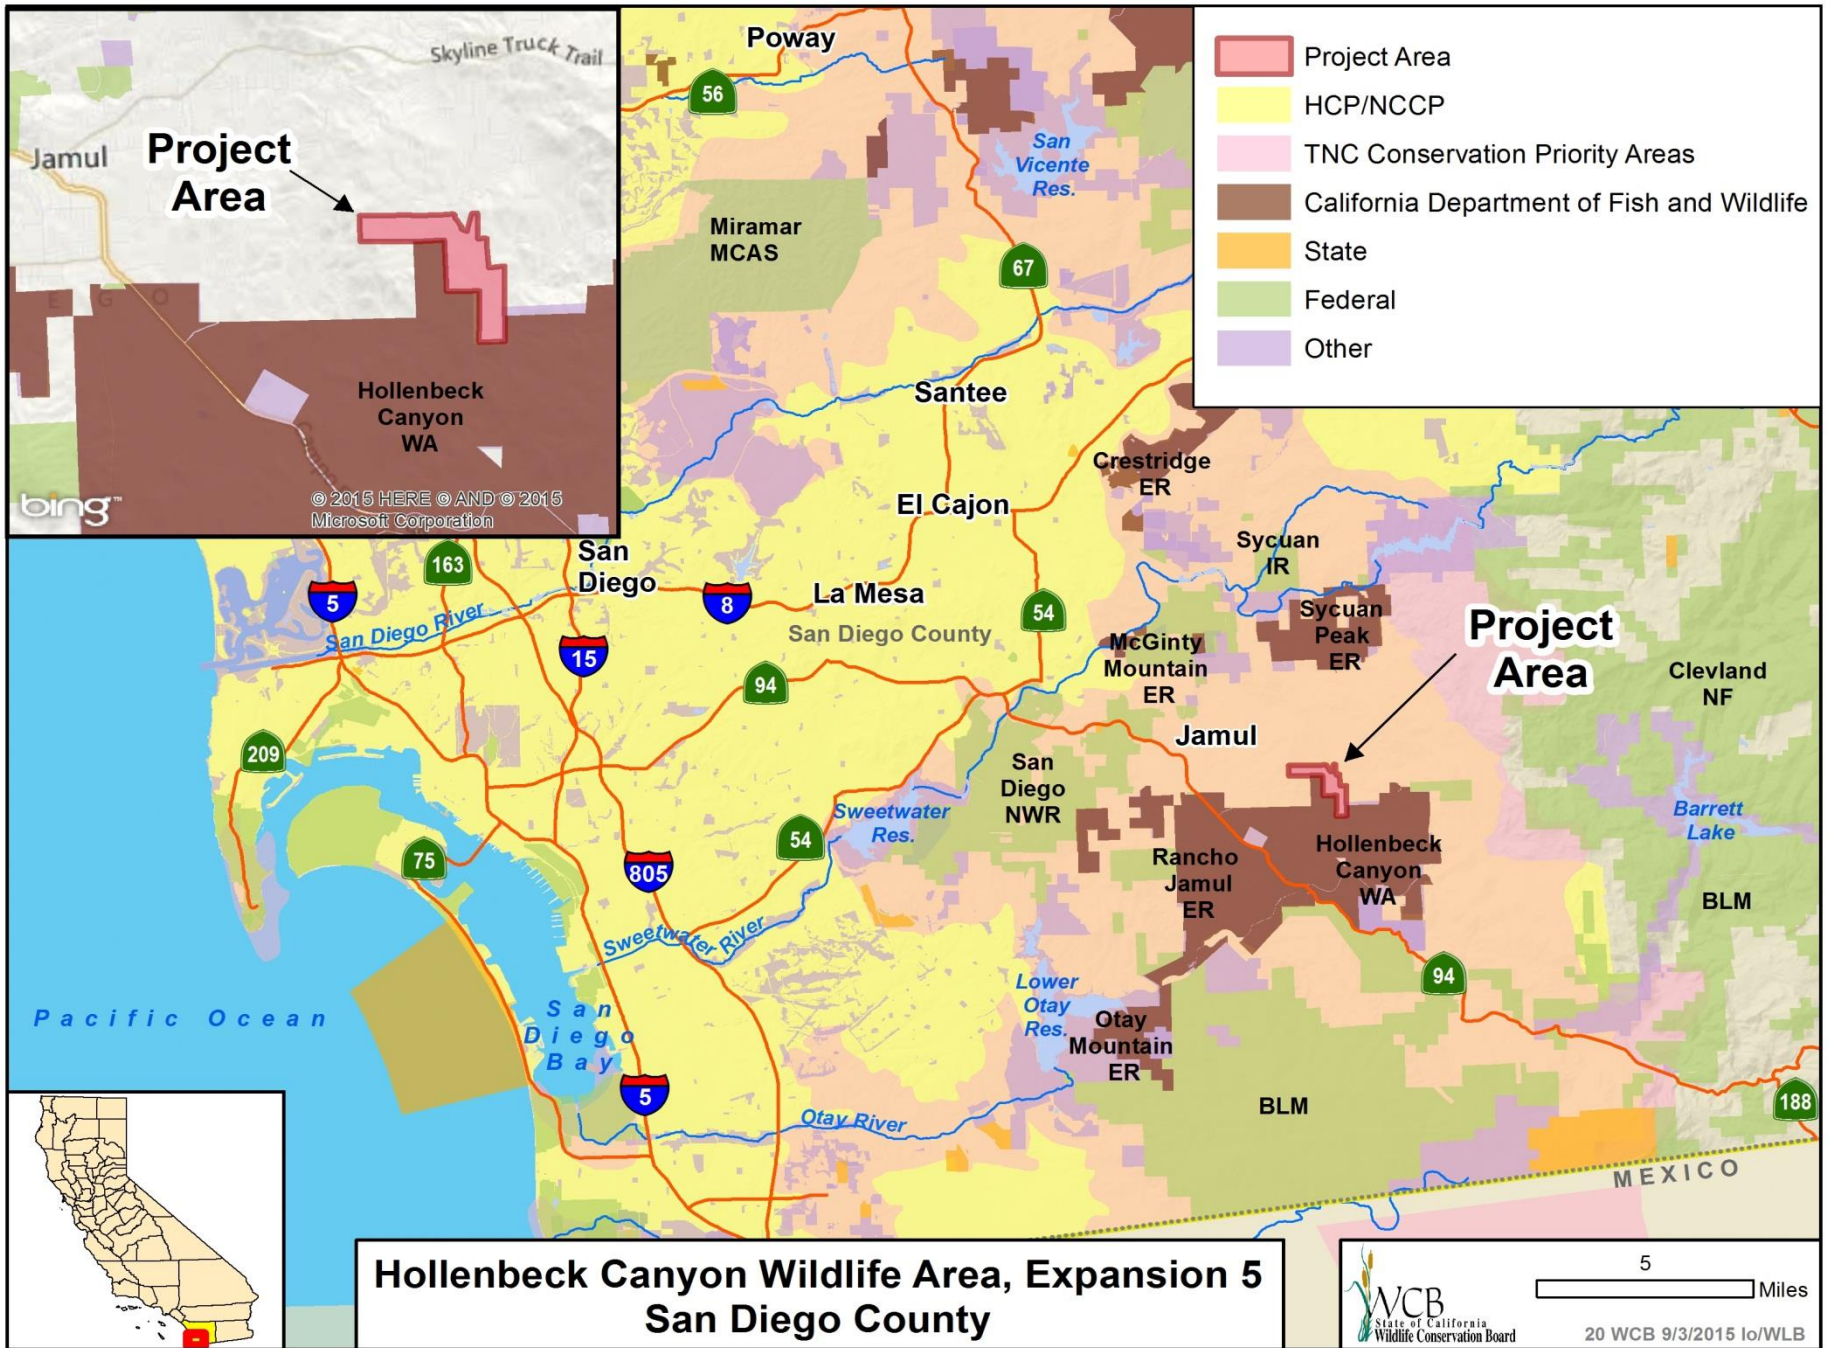 Skyline Truck Trail
Project
Area
Jamul
E G O
Hollenbeck
Canyon
WA
bing™
© 2015 HERE © AND © 2015
Microsoft Corporation
Project Area
HCP/NCCP
TNC Conservation Priority Areas
California Department of Fish and Wildlife
State
Federal
Other
Poway
56
San
Vicente
Res.
Miramar
MCAS
67
Santee
Crestridge
ER
El Cajon
Sycuan
IR
San
Diego
163
5
8
La Mesa
San Diego River
15
San Diego County
54
Sycuan
Peak
ER
McGinty
Mountain
ER
Project
Area
Clevland
NF
94
209
Jamul
San
Diego
NWR
Sweetwater
Res.
54
Barrett
Lake
75
805
Rancho
Jamul
ER
Hollenbeck
Canyon
WA
BLM
Sweetwater River
94
Lower
Otay
Res.
Pacific Ocean
San
Diego
Bay
Otay
Mountain
ER
5
BLM
188
Otay River
MEXICO
Hollenbeck Canyon Wildlife Area, Expansion 5
San Diego County
WCB
State of California
Wildlife Conservation Board
5
Miles
20 WCB 9/3/2015 lo/WLB